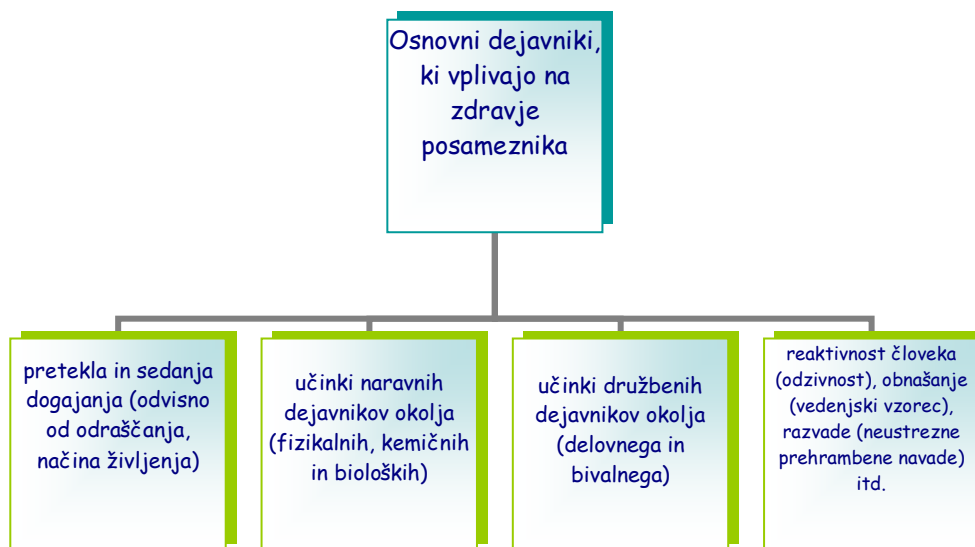 Osnovni dejavniki,
ki vplivajo na
zdravje
posameznika
pretekla in sedanja
dogajanja (odvisno
od odraščanja,
načina življenja)
učinki naravnih
dejavnikov okolja
(fizikalnih, kemičnih
in bioloških)
učinki družbenih
dejavnikov okolja
(delovnega in
bivalnega)
reaktivnost človeka
(odzivnost), obnašanje
(vedenjski vzorec),
razvade (neustrezne
prehrambene navade)
itd.